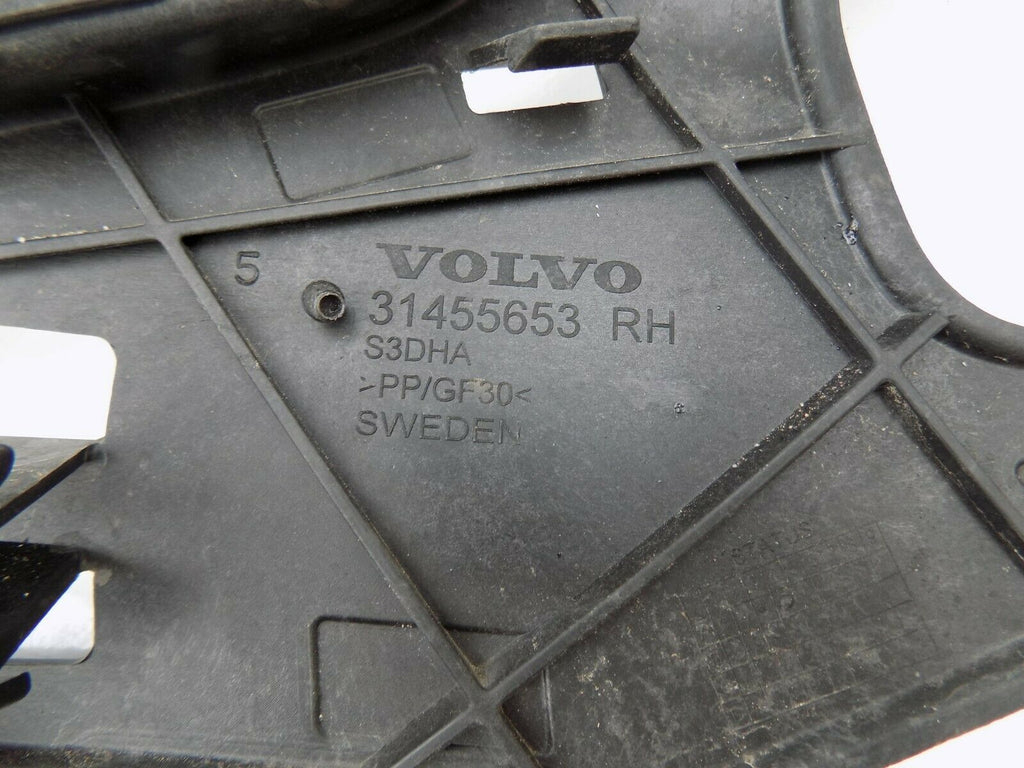 VOLVO
5
31455653 RH
S3DHA
>PP/GF30<
SWEDEN